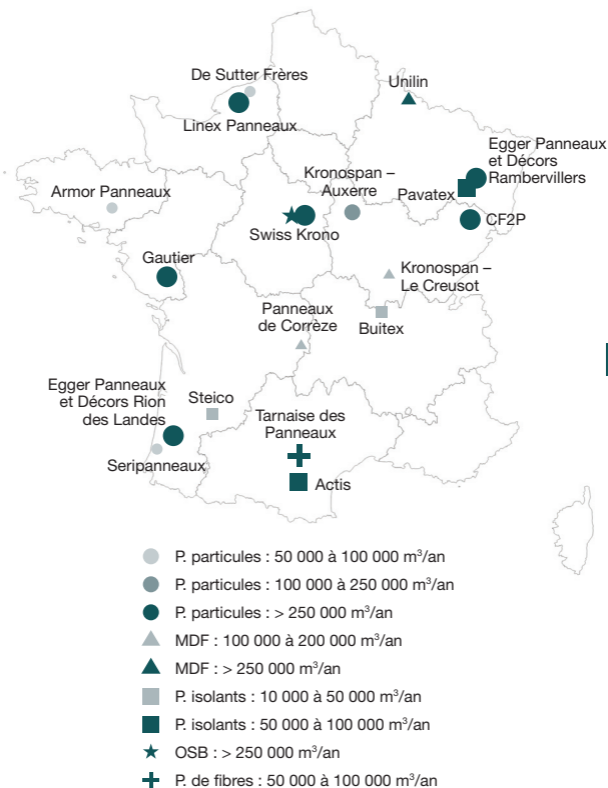 De Sutter Frères
Linex Panneaux
Unilin
Egger Panneaux
et Décors
Rambervillers
Kronospan –
Auxerre
Pavatex
Armor Panneaux
Swiss Krono
CF2P
Gautier
Kronospan –
Le Creusot
Panneaux
de Corrèze
Buitex
Egger Panneaux
et Décors Rion
des Landes
Steico
Tarnaise des
Panneaux
Seripanneaux
Actis
P. particules : 50 000 à 100 000 m³/an
P. particules : 100 000 à 250 000 m³/an
P. particules : > 250 000 m³/an
MDF : 100 000 à 200 000 m³/an
MDF : > 250 000 m³/an
P. isolants : 10 000 à 50 000 m³/an
P. isolants : 50 000 à 100 000 m³/an
OSB : > 250 000 m³/an
P. de fibres : 50 000 à 100 000 m³/an